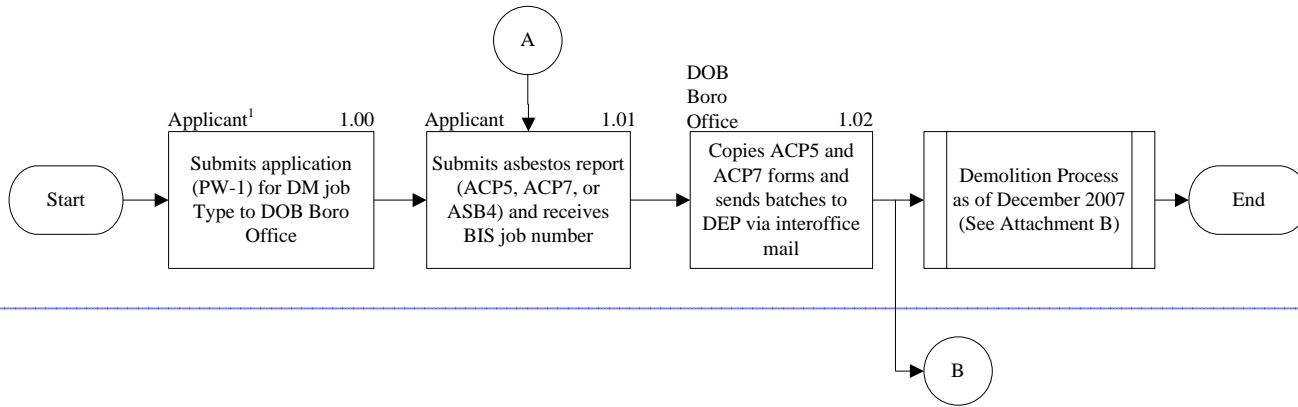 A
Start
Applicant¹ 1.00
Submits application
(PW-1) for DM job
Type to DOB Boro
Office
Applicant 1.01
Submits asbestos report
(ACP5, ACP7, or
ASB4) and receives
BIS job number
DOB
Boro
Office 1.02
Copies ACP5 and
ACP7 forms and
sends batches to
DEP via interoffice
mail
Demolition Process
as of December 2007
(See Attachment B)
End
B